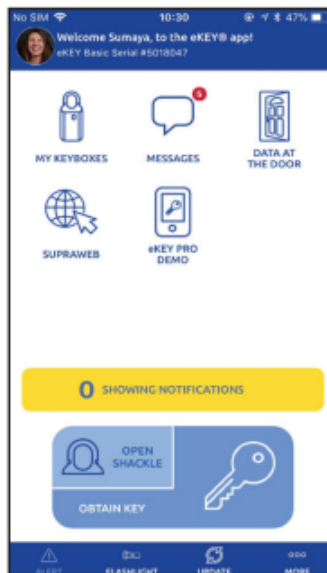 No SIM 10:30 47%
Welcome Sumaya, to the eKEY® app!
eKEY Basic Serial #5018047
5
MY KEYBOXES MESSAGES DATA AT
THE DOOR
SUPRAWEB eKEY PRO
DEMO
0 SHOWING NOTIFICATIONS
OPEN
SHACKLE
OBTAIN KEY
ALERT FLASHLIGHT UPDATE MORE